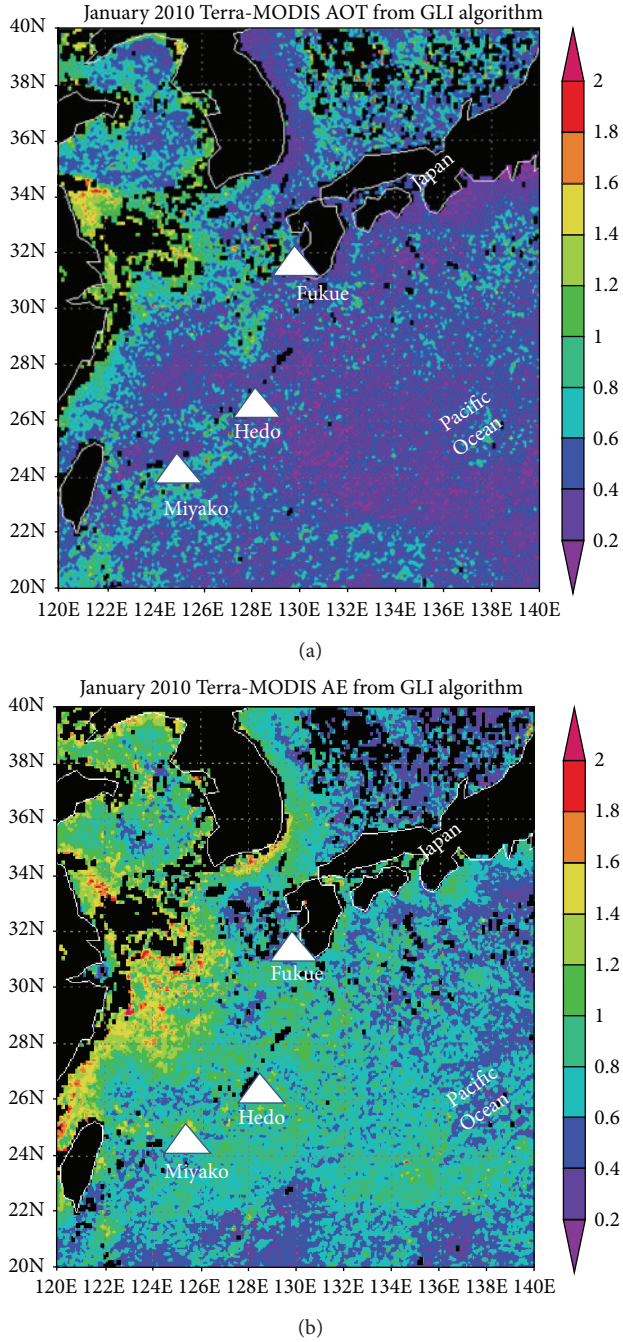 January 2010 Terra-MODIS AOT from GLI algorithm
40N
38N
36N
34N
32N
30N
28N
26N
24N
22N
20N
120E 122E 124E 126E 128E 130E 132E 134E 136E 138E 140E
Japan
Fukue
Hedo
Miyako
Pacific
Ocean
2
1.8
1.6
1.4
1.2
1
0.8
0.6
0.4
0.2
(a)
January 2010 Terra-MODIS AE from GLI algorithm
40N
38N
36N
34N
32N
30N
28N
26N
24N
22N
20N
120E 122E 124E 126E 128E 130E 132E 134E 136E 138E 140E
Japan
Fukue
Hedo
Miyako
Pacific
Ocean
2
1.8
1.6
1.4
1.2
1
0.8
0.6
0.4
0.2
(b)